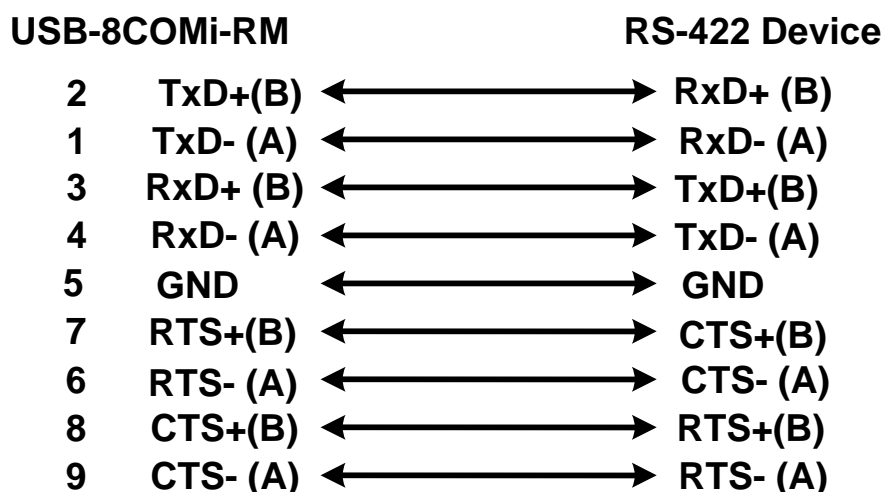 USB-8COMi-RM RS-422 Device
2 TxD+(B) RxD+ (B)
1 TxD- (A) RxD- (A)
3 RxD+ (B) TxD+(B)
4 RxD- (A) TxD- (A)
5 GND GND
7 RTS+(B) CTS+(B)
6 RTS- (A) CTS- (A)
8 CTS+(B) RTS+(B)
9 CTS- (A) RTS- (A)